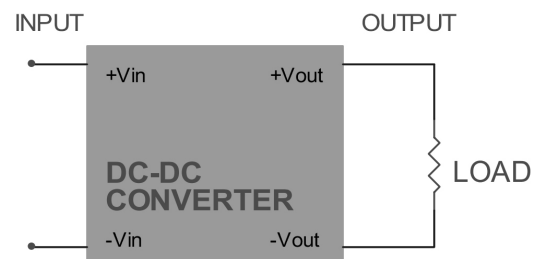 INPUT
OUTPUT
+Vin
+Vout
DC-DC
CONVERTER
LOAD
-Vin
-Vout